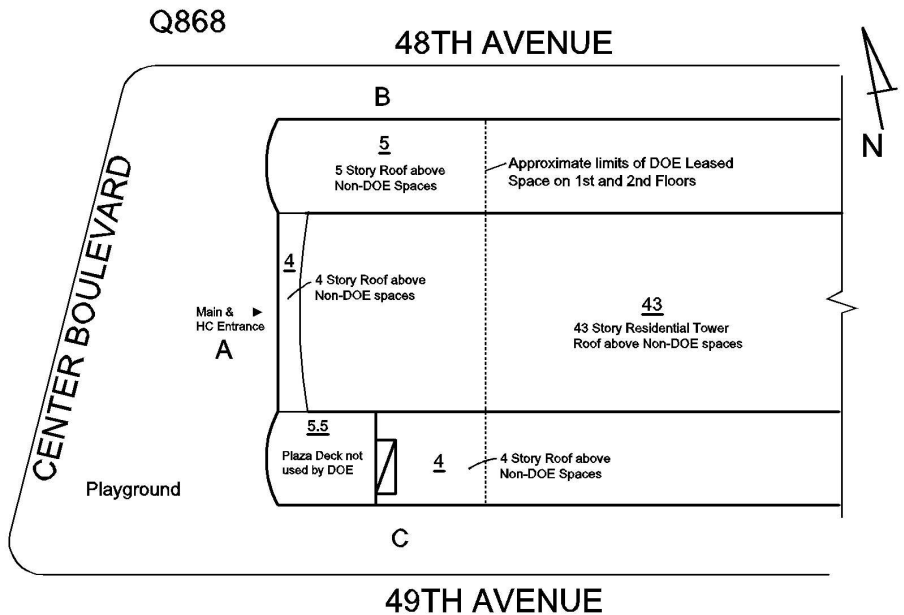 Q868
48TH AVENUE
B
N
5
5 Story Roof above
Non-DOE Spaces
Approximate limits of DOE Leased
Space on 1st and 2nd Floors
CENTER BOULEVARD
4
4 Story Roof above
Non-DOE spaces
Main &
HC Entrance
A
43
43 Story Residential Tower
Roof above Non-DOE spaces
5.5
Plaza Deck not
used by DOE
4
4 Story Roof above
Non-DOE Spaces
Playground
C
49TH AVENUE